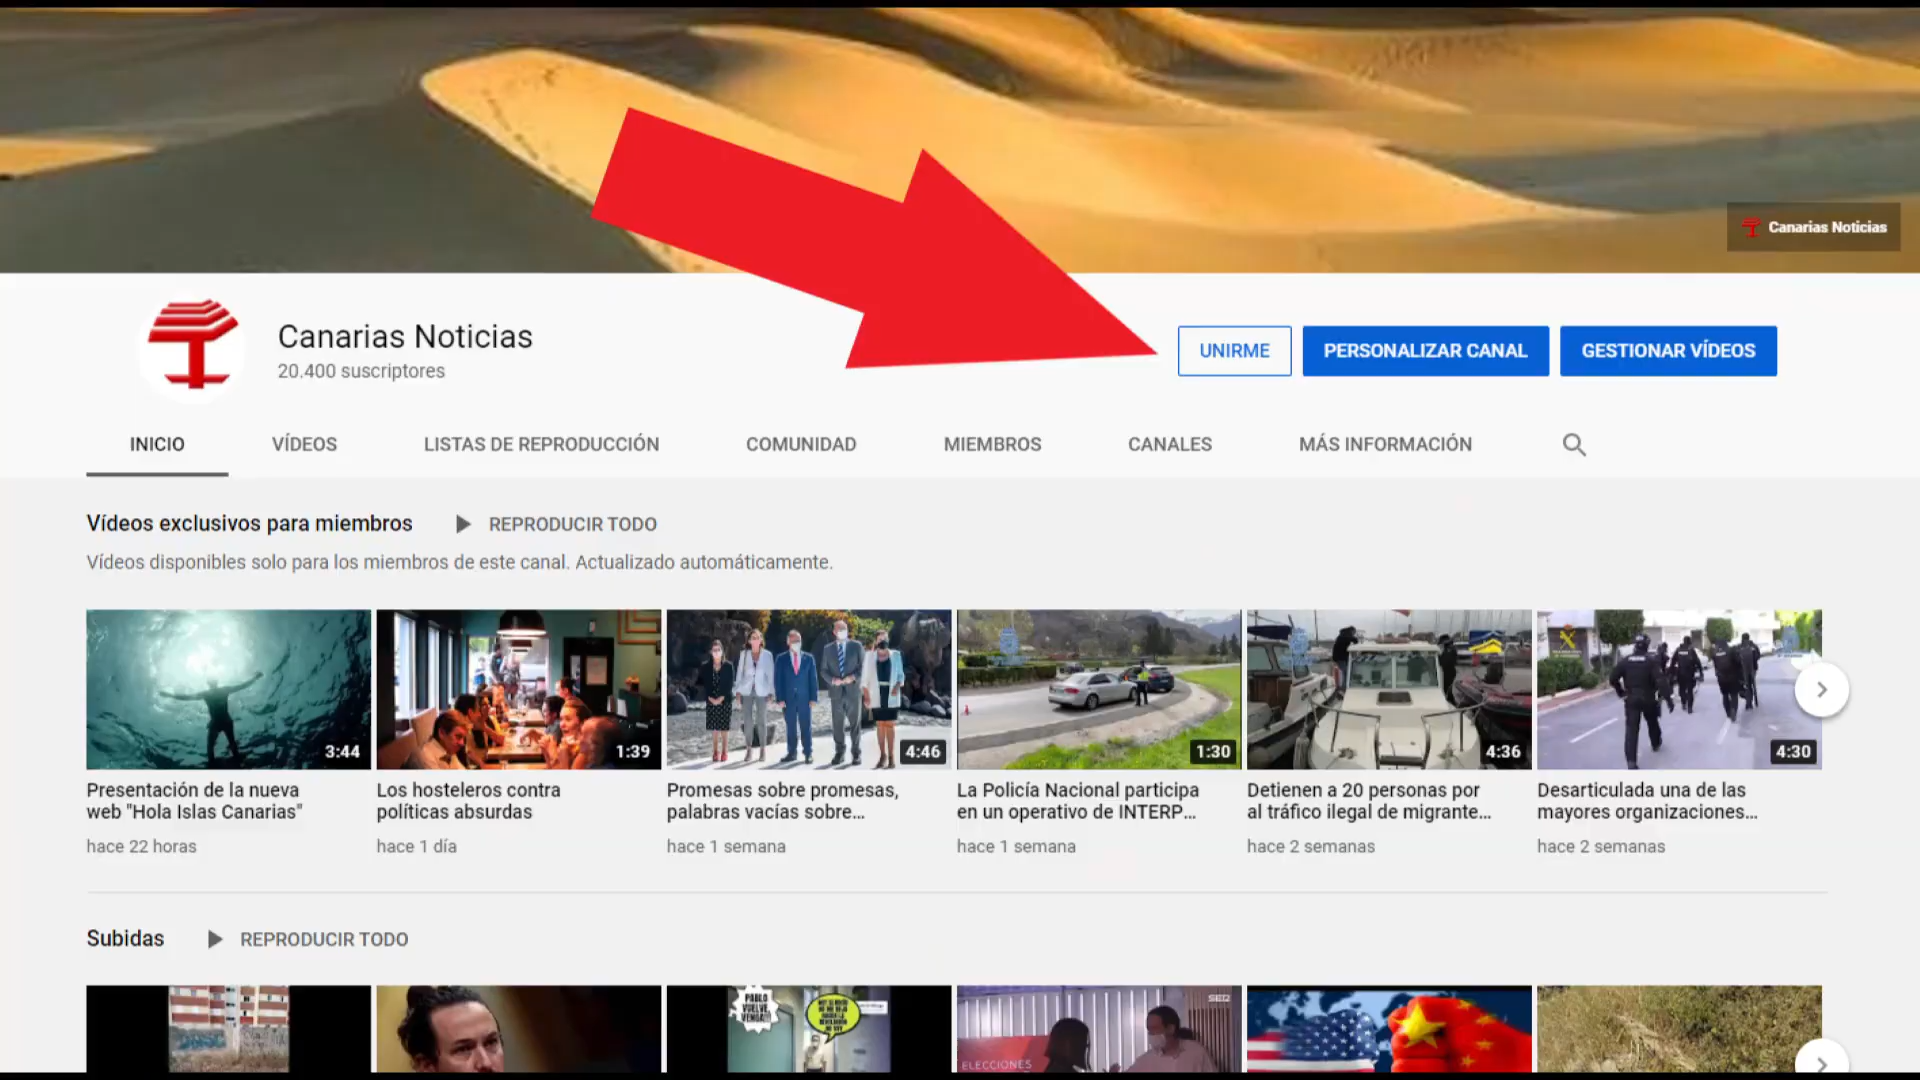 Canarias Noticias
Canarias Noticias
20.400 suscriptores
UNIRME
PERSONALIZAR CANAL
GESTIONAR VÍDEOS
INICIO
VÍDEOS
LISTAS DE REPRODUCCIÓN
COMUNIDAD
MIEMBROS
CANALES
MÁS INFORMACIÓN
Vídeos exclusivos para miembros
REPRODUCIR TODO
Vídeos disponibles solo para los miembros de este canal. Actualizado automáticamente.
3:44
1:39
4:46
1:30
4:36
4:30
Presentación de la nueva
web "Hola Islas Canarias"
hace 22 horas
Los hosteleros contra
políticas absurdas
hace 1 día
Promesas sobre promesas,
palabras vacías sobre...
hace 1 semana
La Policía Nacional participa
en un operativo de INTERP...
hace 1 semana
Detienen a 20 personas por
al tráfico ilegal de migrante...
hace 2 semanas
Desarticulada una de las
mayores organizaciones...
hace 2 semanas
Subidas
REPRODUCIR TODO
PABLO
VUELVE,
VENGA!!!
ELECCIONES